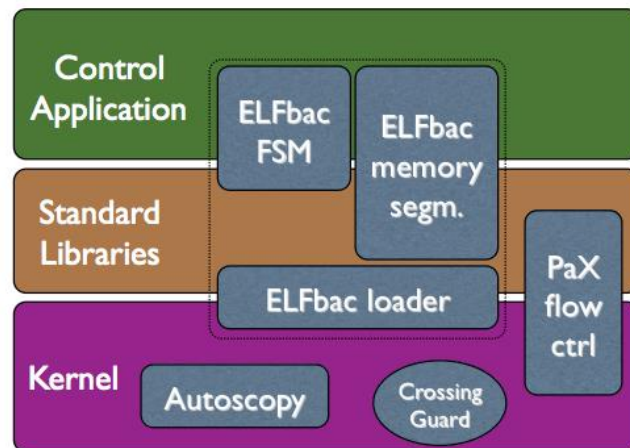 Control
Application
ELFbac
FSM
ELFbac
memory
segm.
Standard
Libraries
PaX
flow
ctrl
ELFbac loader
Kernel
Autoscopy
Crossing
Guard